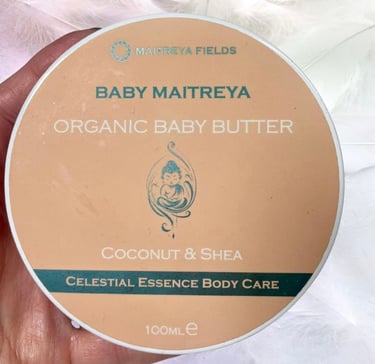 MAITREYA FIELDS
BABY MAITREYA
ORGANIC BABY BUTTER
COCONUT & SHEA
CELESTIAL ESSENCE BODY CARE
100ML ℮